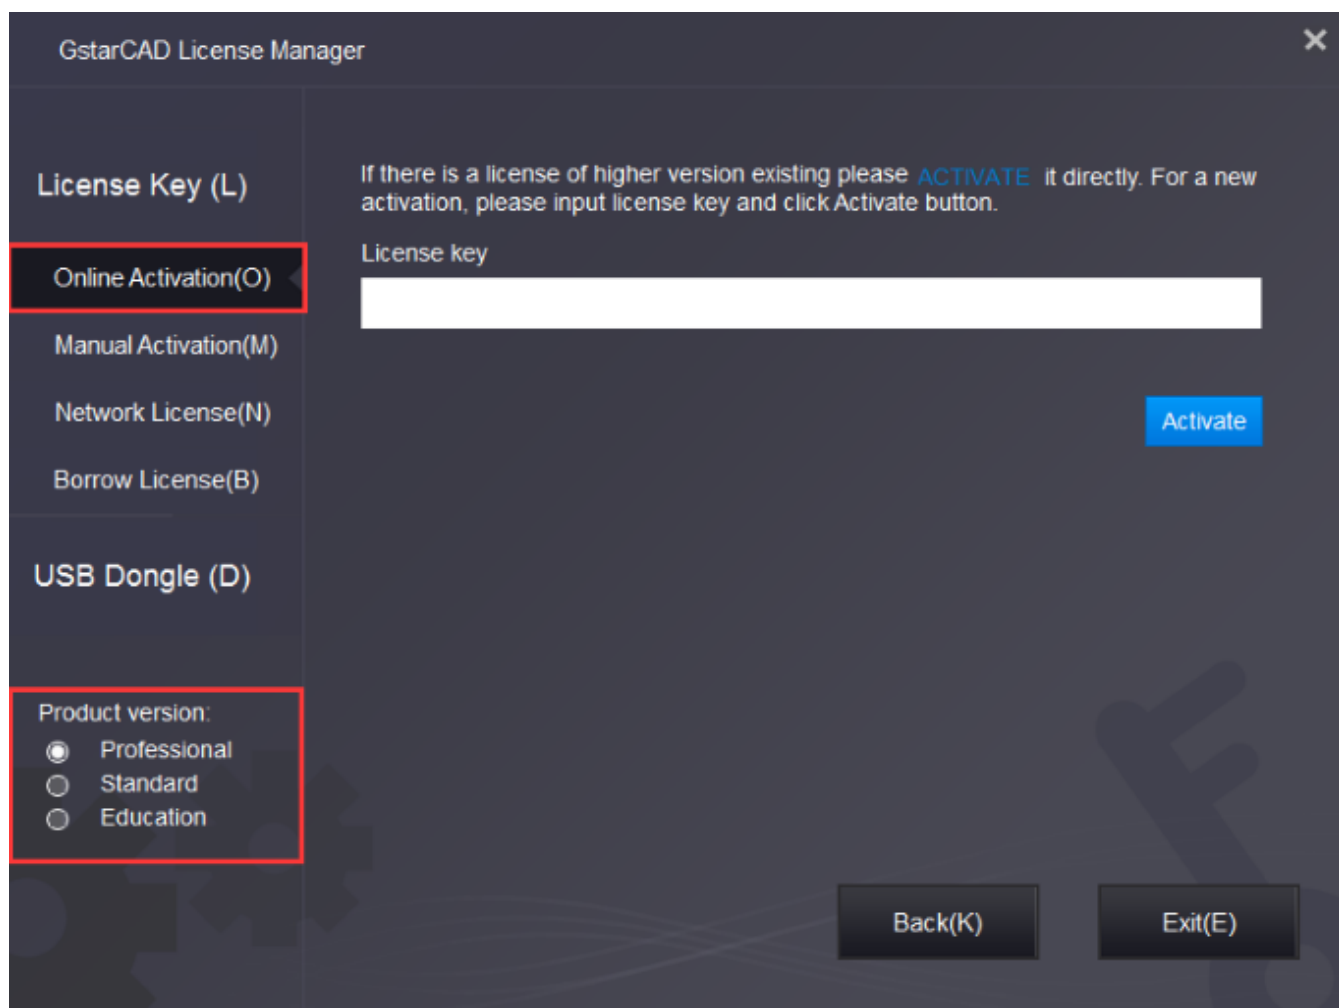 GstarCAD License Manager
License Key (L)
Online Activation(O)
Manual Activation(M)
Network License(N)
Borrow License(B)
USB Dongle (D)
Product version:
Professional
Standard
Education
If there is a license of higher version existing please ACTIVATE it directly. For a new
activation, please input license key and click Activate button.
License key
Activate
Back(K)
Exit(E)